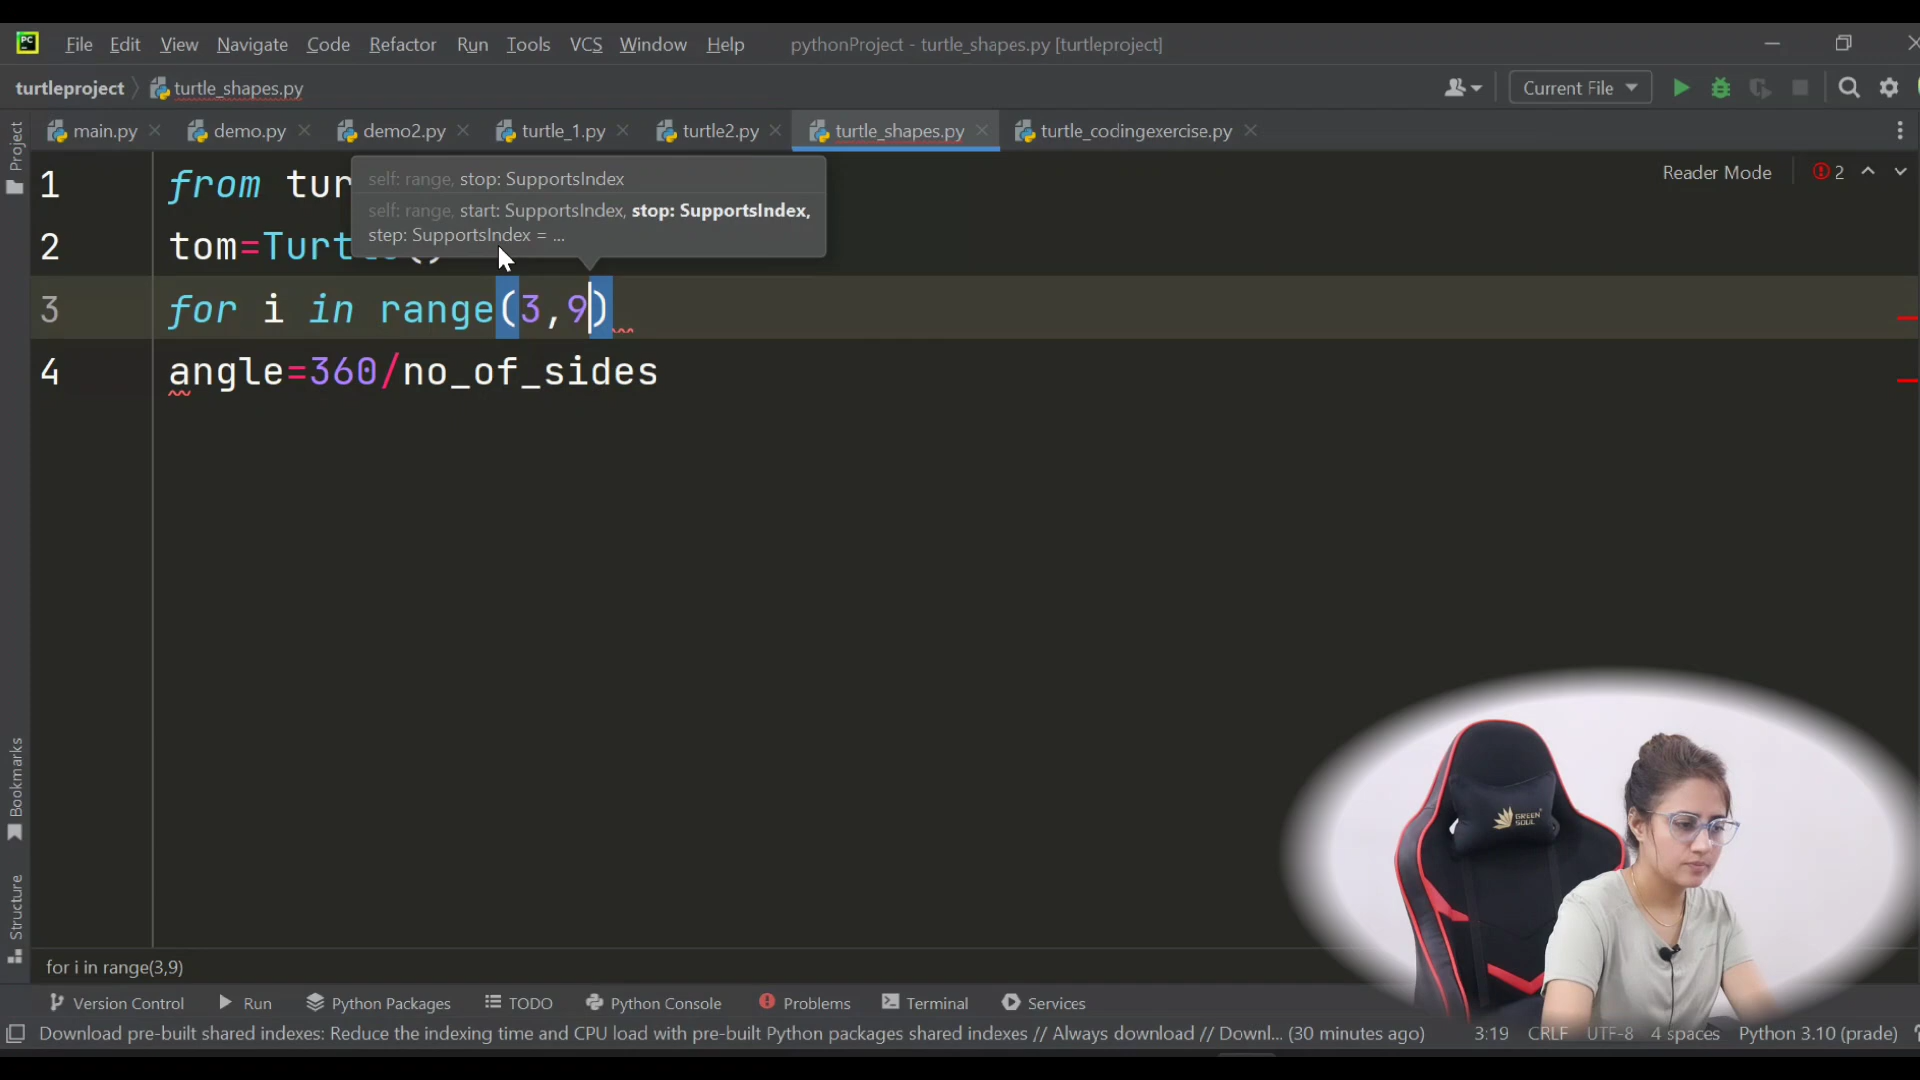 PC File Edit View Navigate Code Refactor Run Tools VCS Window Help pythonProject - turtle_shapes.py [turtleproject]
turtleproject turtle_shapes.py Current File
main.py demo.py demo2.py turtle_1.py turtle2.py turtle_shapes.py turtle_codingexercise.py
Project
Reader Mode 2
self: range, stop: SupportsIndex
self: range, start: SupportsIndex, stop: SupportsIndex,
step: SupportsIndex = ...
1 from tur
2 tom=Turt
3 for i in range(3,9)
4 angle=360/no_of_sides
Bookmarks
Structure
GREEN
SOUL
for i in range(3,9)
Version Control Run Python Packages TODO Python Console Problems Terminal Services
Download pre-built shared indexes: Reduce the indexing time and CPU load with pre-built Python packages shared indexes // Always download // Downl... (30 minutes ago) 3:19 CRLF UTF-8 4 spaces Python 3.10 (prade)